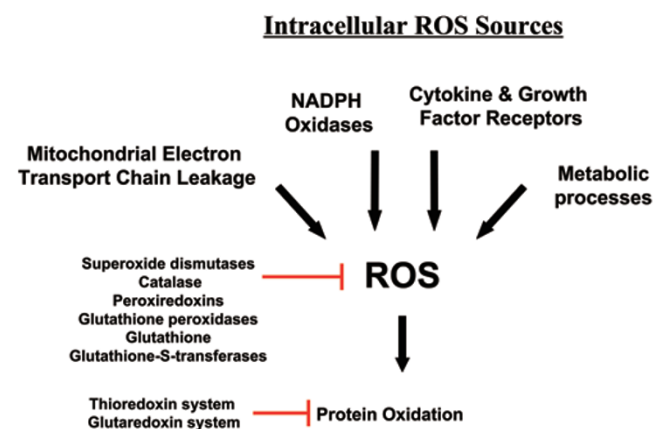 Intracellular ROS Sources
NADPH
Oxidases
Cytokine & Growth
Factor Receptors
Mitochondrial Electron
Transport Chain Leakage
Metabolic
processes
ROS
Superoxide dismutases
Catalase
Peroxiredoxins
Glutathione peroxidases
Glutathione
Glutathione-S-transferases
Thioredoxin system
Glutaredoxin system
Protein Oxidation